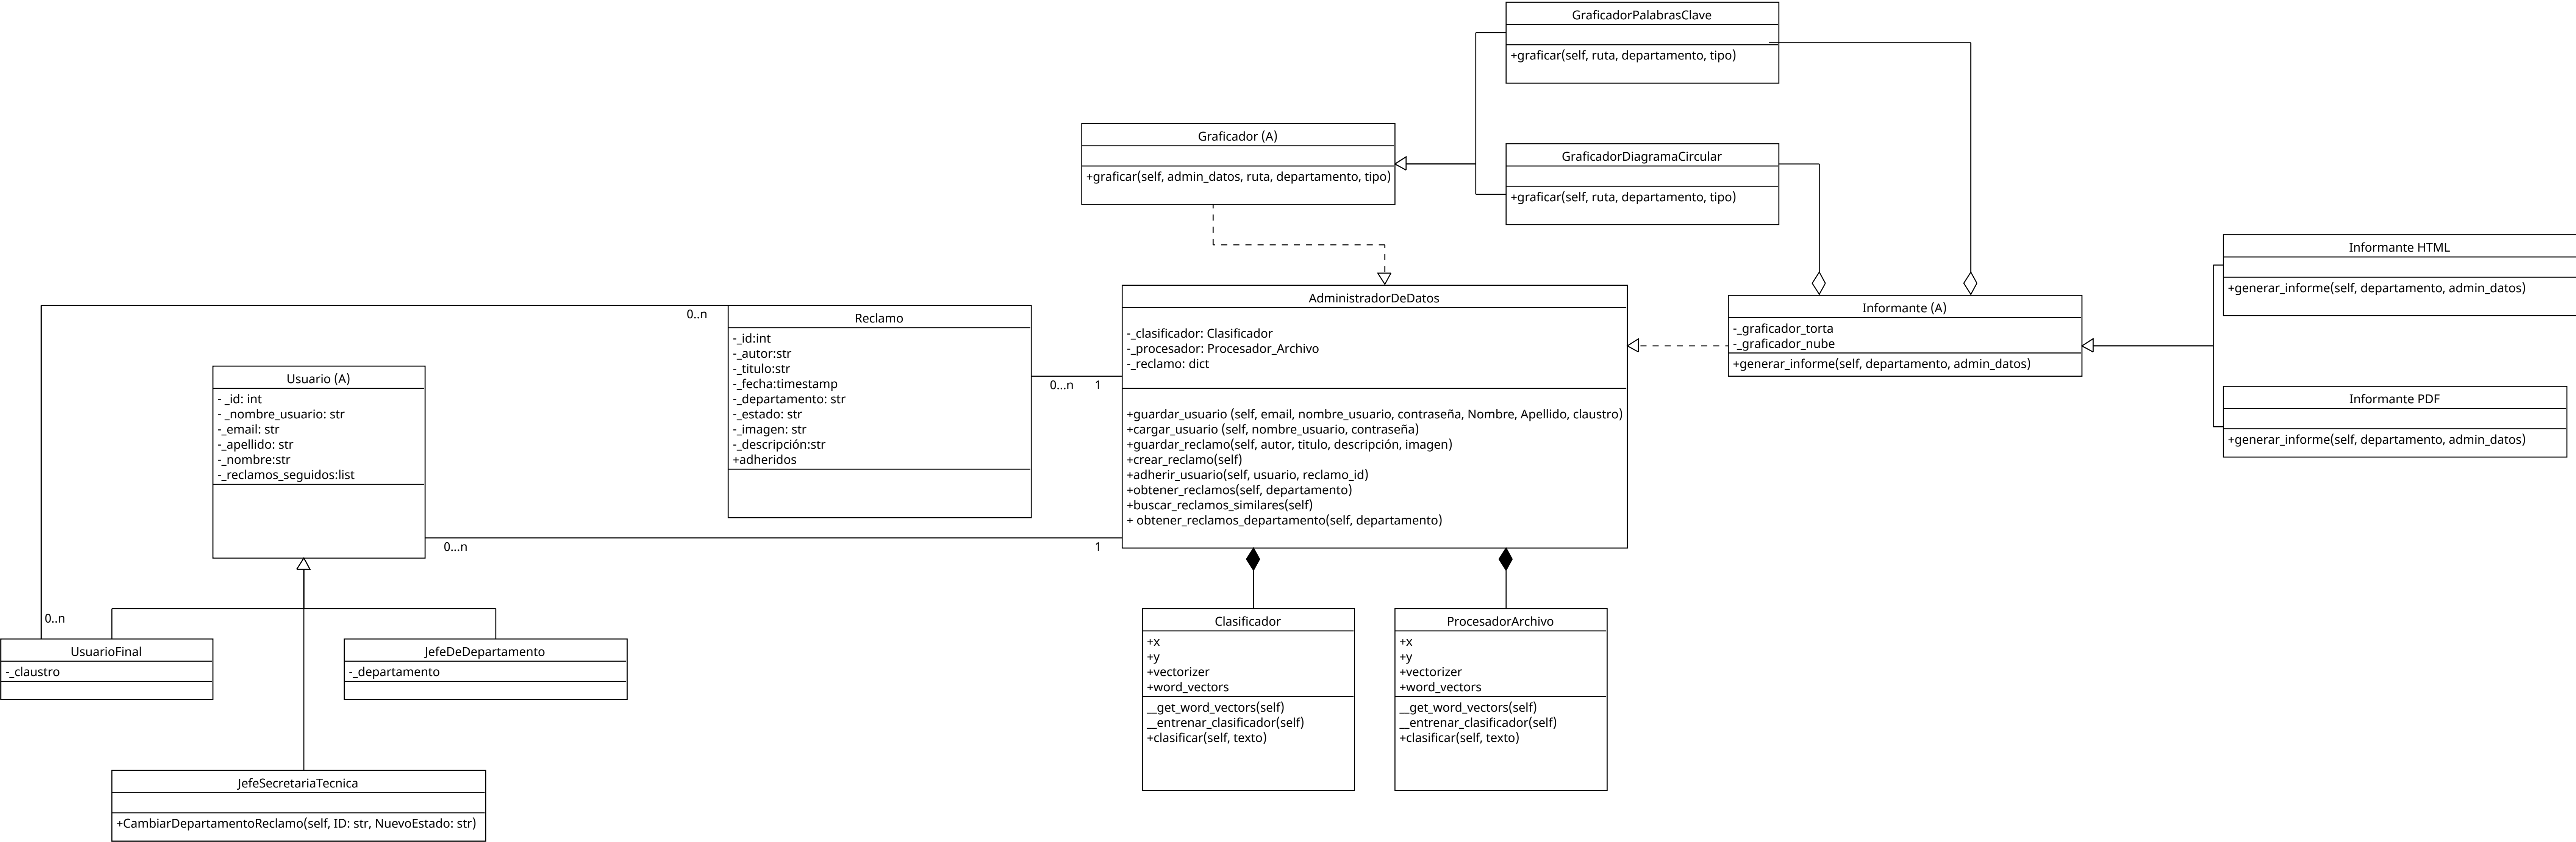 GraficadorPalabrasClave
+graficar(self, ruta, departamento, tipo)
Graficador (A)
+graficar(self, admin_datos, ruta, departamento, tipo)
GraficadorDiagramaCircular
+graficar(self, ruta, departamento, tipo)
Informante HTML
+generar_informe(self, departamento, admin_datos)
Informante (A)
-_graficador_torta
-_graficador_nube
+generar_informe(self, departamento, admin_datos)
Informante PDF
+generar_informe(self, departamento, admin_datos)
AdministradorDeDatos
-_clasificador: Clasificador
-_procesador: Procesador_Archivo
-_reclamo: dict
+guardar_usuario (self, email, nombre_usuario, contraseña, Nombre, Apellido, claustro)
+cargar_usuario (self, nombre_usuario, contraseña)
+guardar_reclamo(self, autor, titulo, descripción, imagen)
+crear_reclamo(self)
+adherir_usuario(self, usuario, reclamo_id)
+obtener_reclamos(self, departamento)
+buscar_reclamos_similares(self)
+ obtener_reclamos_departamento(self, departamento)
0..n
Reclamo
-_id:int
-_autor:str
-_titulo:str
-_fecha:timestamp
-_departamento: str
-_estado: str
-_imagen: str
-_descripción:str
+adheridos
0...n
1
Usuario (A)
- _id: int
- _nombre_usuario: str
-_email: str
-_apellido: str
-_nombre:str
-_reclamos_seguidos:list
0...n
1
0..n
UsuarioFinal
-_claustro
JefeDeDepartamento
-_departamento
JefeSecretariaTecnica
+CambiarDepartamentoReclamo(self, ID: str, NuevoEstado: str)
Clasificador
+x
+y
+vectorizer
+word_vectors
__get_word_vectors(self)
__entrenar_clasificador(self)
+clasificar(self, texto)
ProcesadorArchivo
+x
+y
+vectorizer
+word_vectors
__get_word_vectors(self)
__entrenar_clasificador(self)
+clasificar(self, texto)